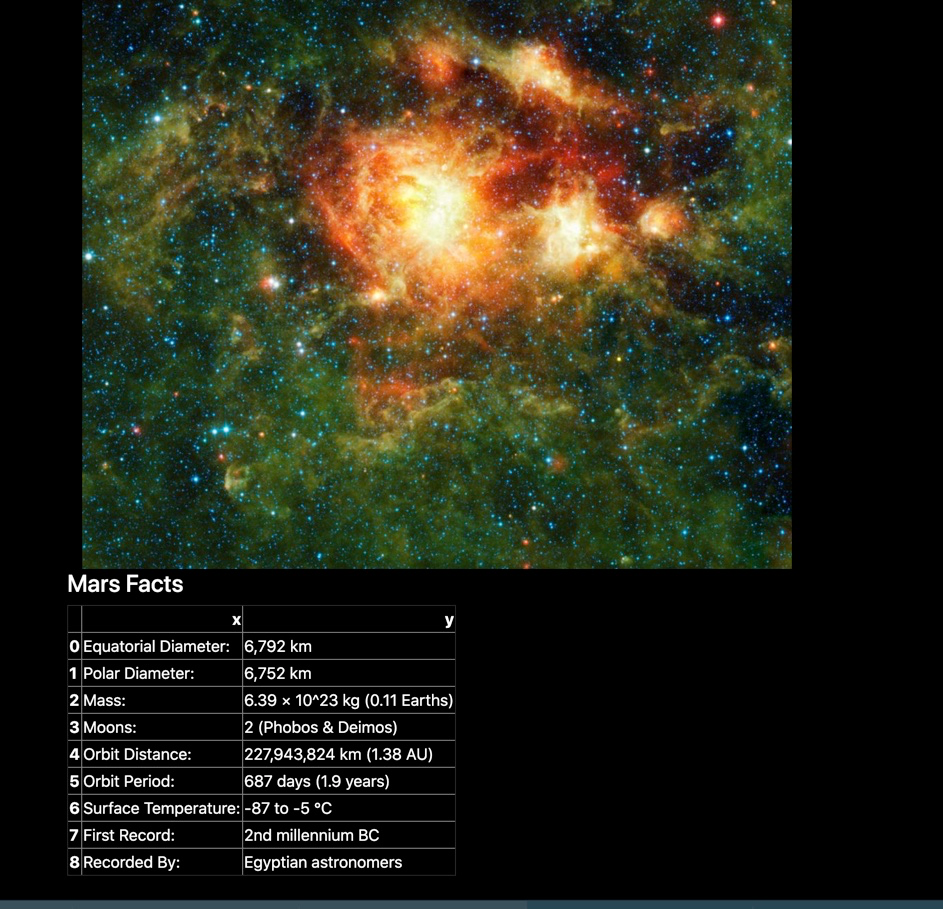 Mars Facts
x y
0 Equatorial Diameter: 6,792 km
1 Polar Diameter: 6,752 km
2 Mass: 6.39 × 10^23 kg (0.11 Earths)
3 Moons: 2 (Phobos & Deimos)
4 Orbit Distance: 227,943,824 km (1.38 AU)
5 Orbit Period: 687 days (1.9 years)
6 Surface Temperature: -87 to -5 °C
7 First Record: 2nd millennium BC
8 Recorded By: Egyptian astronomers